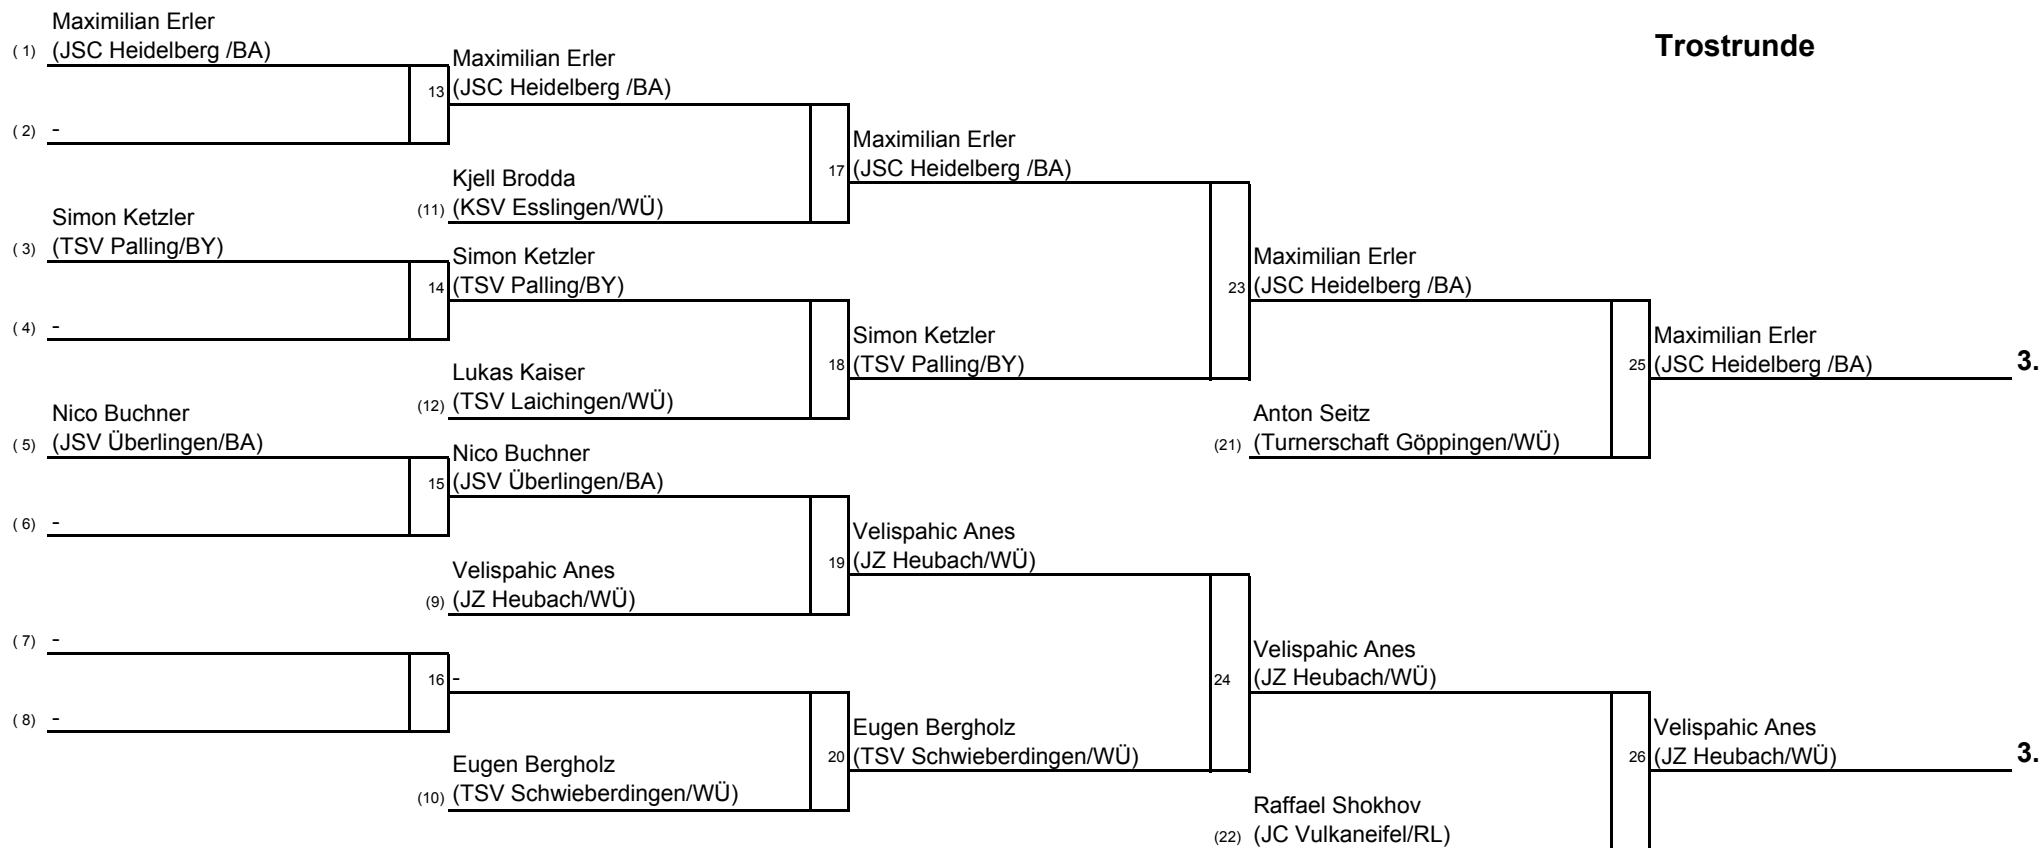 Trostrunde
Maximilian Erler
( 1) (JSC Heidelberg /BA)
( 2) -
Simon Ketzler
( 3) (TSV Palling/BY)
( 4) -
Nico Buchner
( 5) (JSV Überlingen/BA)
( 6) -
( 7) -
( 8) -
Maximilian Erler
13 (JSC Heidelberg /BA)
Kjell Brodda
(11) (KSV Esslingen/WÜ)
Simon Ketzler
14 (TSV Palling/BY)
Lukas Kaiser
(12) (TSV Laichingen/WÜ)
Nico Buchner
15 (JSV Überlingen/BA)
Velispahic Anes
(9) (JZ Heubach/WÜ)
16 -
Eugen Bergholz
(10) (TSV Schwieberdingen/WÜ)
Maximilian Erler
17 (JSC Heidelberg /BA)
Simon Ketzler
18 (TSV Palling/BY)
Velispahic Anes
19 (JZ Heubach/WÜ)
Eugen Bergholz
20 (TSV Schwieberdingen/WÜ)
Maximilian Erler
23 (JSC Heidelberg /BA)
Anton Seitz
(21) (Turnerschaft Göppingen/WÜ)
Velispahic Anes
24 (JZ Heubach/WÜ)
Raffael Shokhov
(22) (JC Vulkaneifel/RL)
Maximilian Erler
25 (JSC Heidelberg /BA) 3.
Velispahic Anes
26 (JZ Heubach/WÜ) 3.